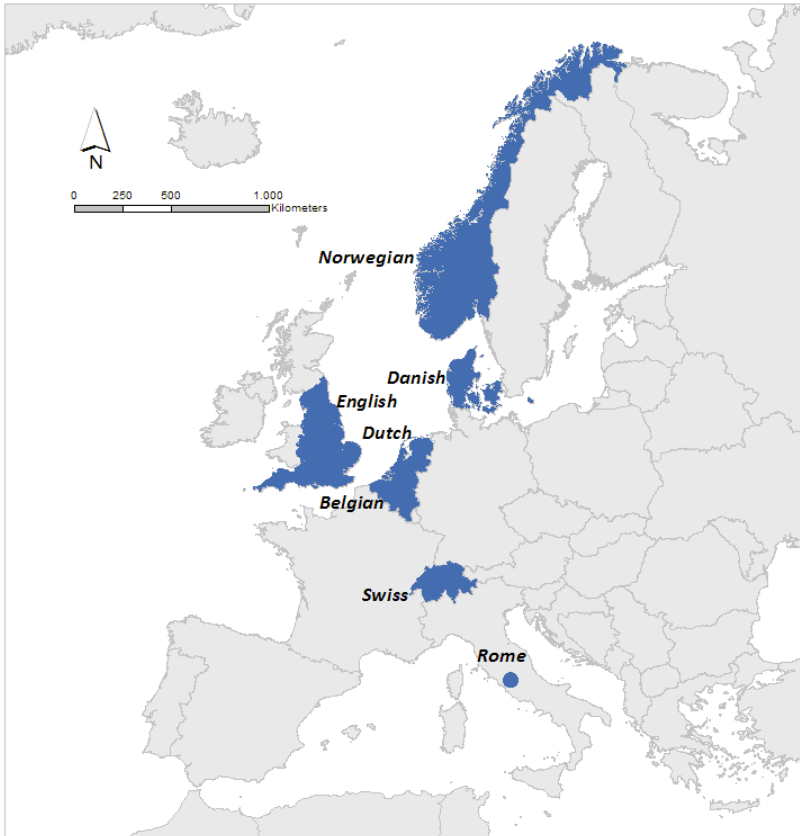 N
0 250 500 1.000
Kilometers
Norwegian
Danish
English
Dutch
Belgian
Swiss
Rome